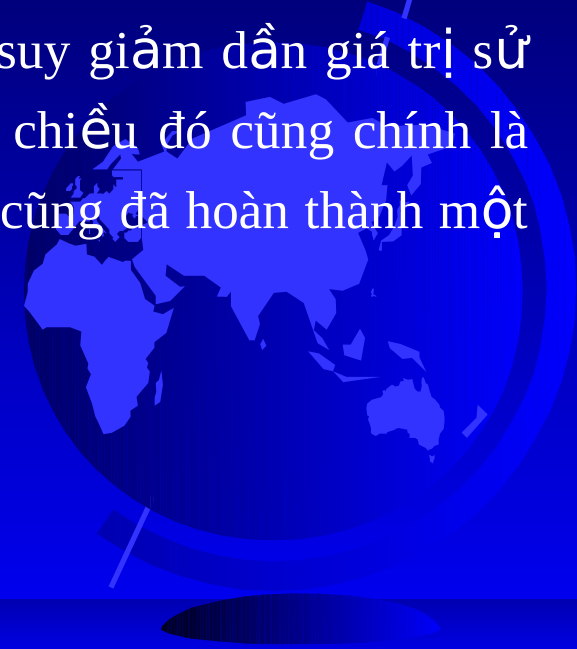 suy giảm dần giá trị sử
chiều đó cũng chính là
cũng đã hoàn thành một